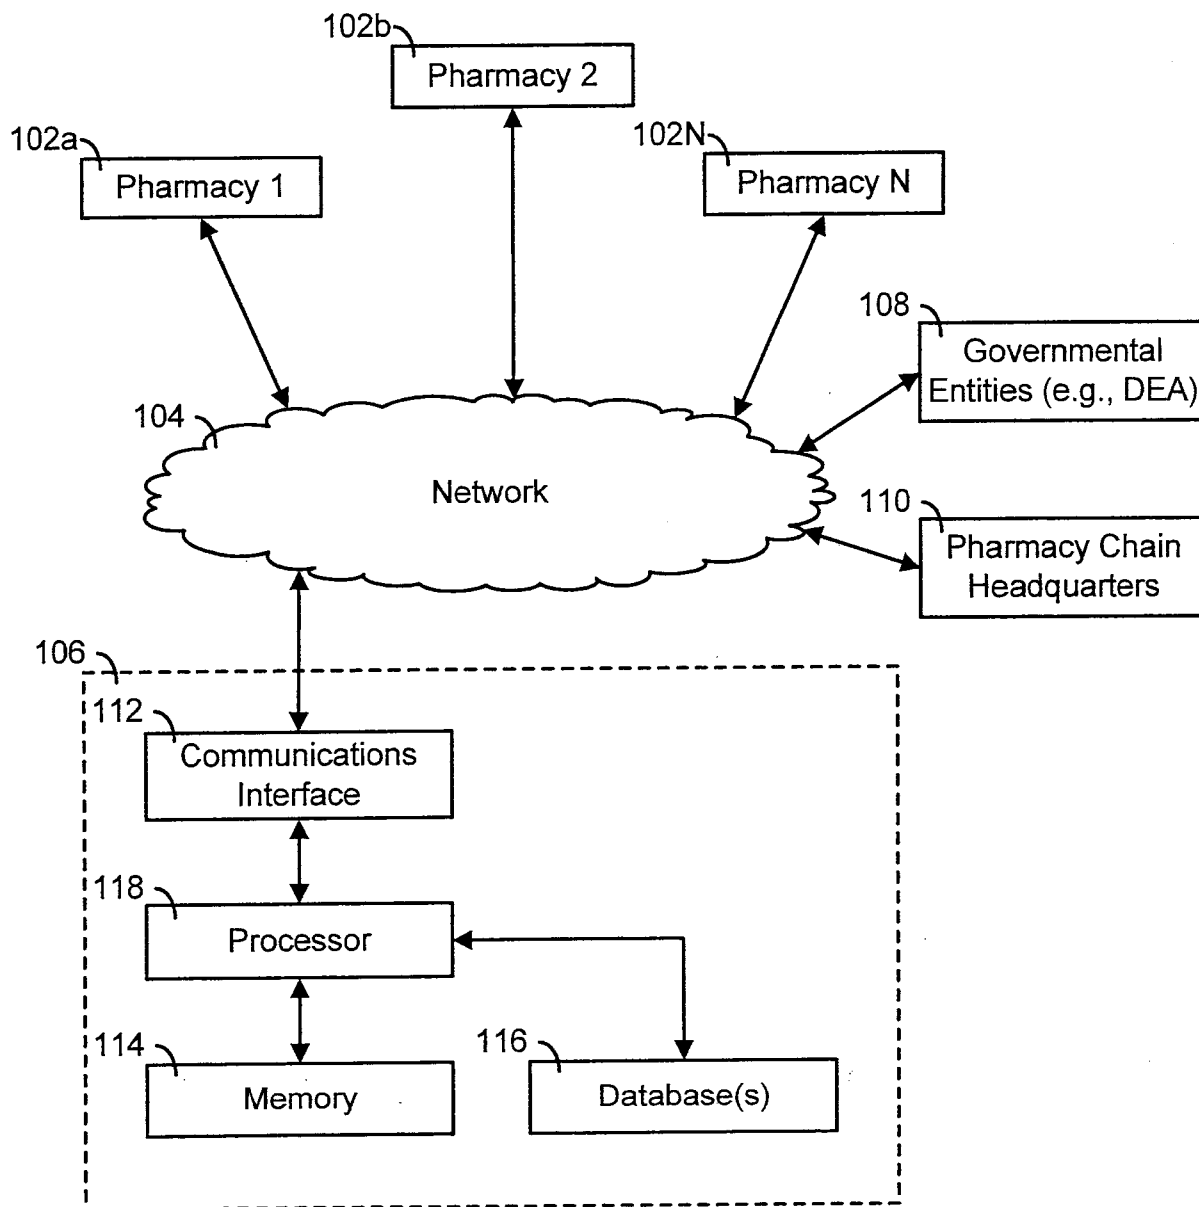 102b
Pharmacy 2
102a
Pharmacy 1
102N
Pharmacy N
108
Governmental
Entities (e.g., DEA)
104
Network
110
Pharmacy Chain
Headquarters
106
112
Communications
Interface
118
Processor
114
Memory
116
Database(s)